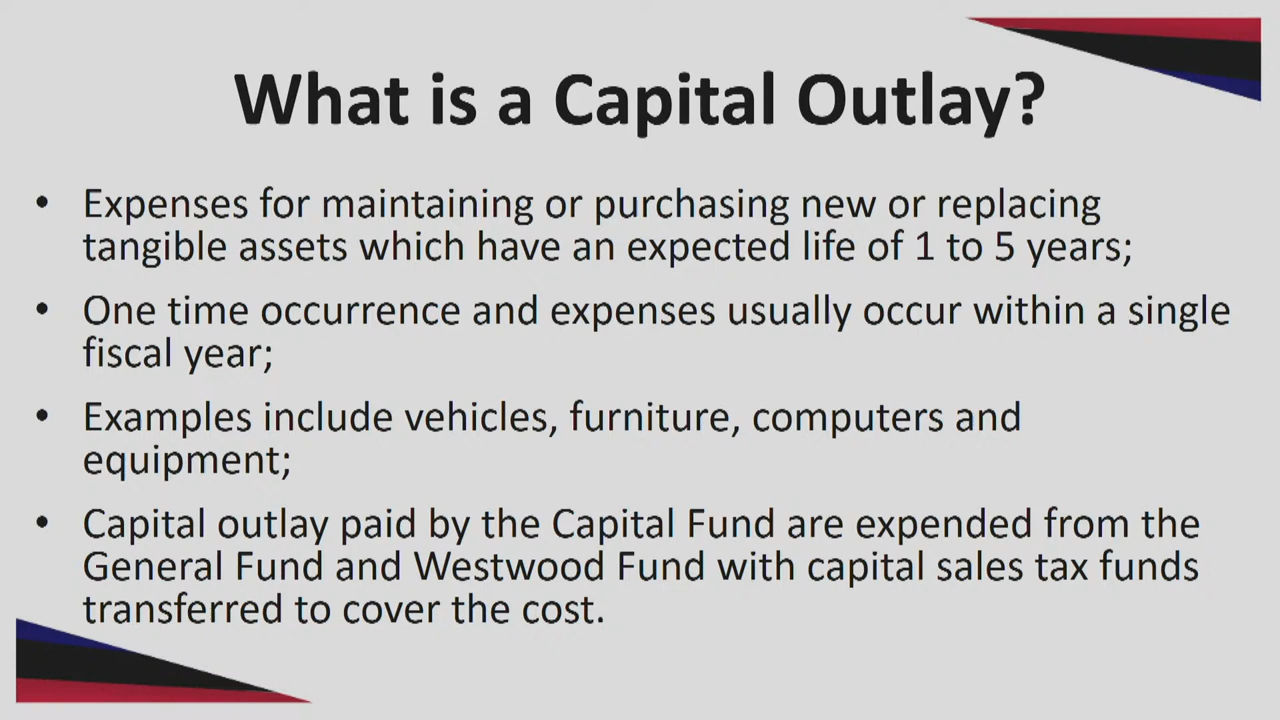 What is a Capital Outlay?
• Expenses for maintaining or purchasing new or replacing
tangible assets which have an expected life of 1 to 5 years;
• One time occurrence and expenses usually occur within a single
fiscal year;
• Examples include vehicles, furniture, computers and
equipment;
• Capital outlay paid by the Capital Fund are expended from the
General Fund and Westwood Fund with capital sales tax funds
transferred to cover the cost.